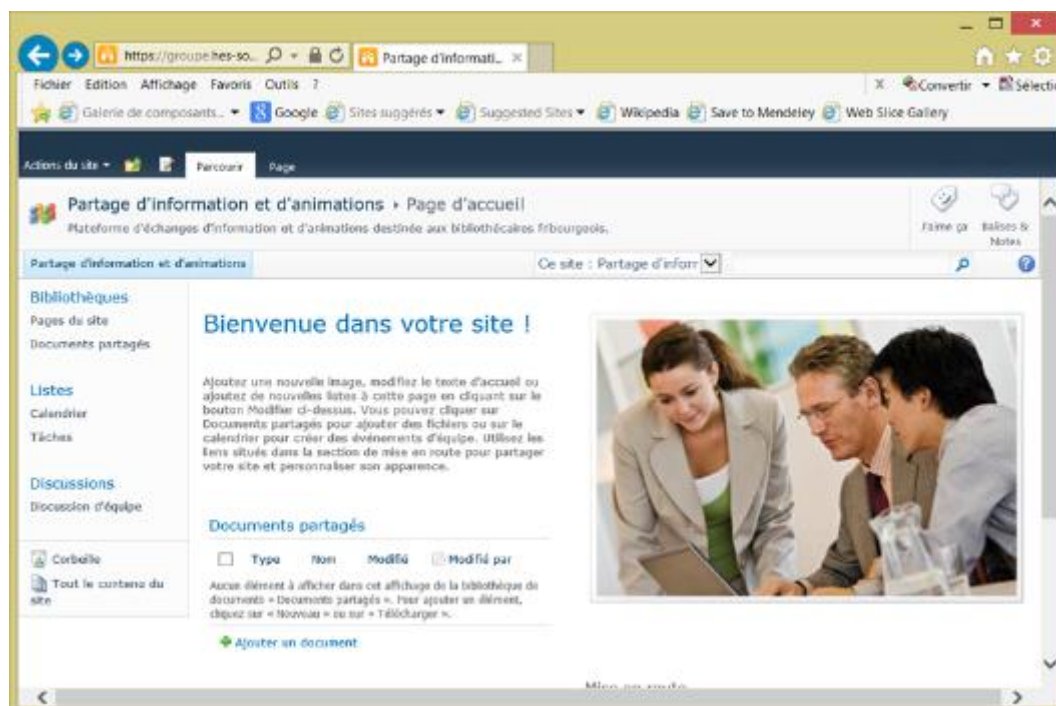 https://groupe.hes-so...
Partage d'informati...
Fichier Edition Affichage Favoris Outils ?
X Convertir Sélectio
Galerie de composants... Google Sites suggérés Suggested Sites Wikipedia Save to Mendeley Web Slice Gallery
Actions du site Parcourir Page
Partage d'information et d'animations Page d'accueil
Plateforme d'échanges d'information et d'animations destinée aux bibliothécaires fribourgeois.
J'aime ça
Balises & Notes
Partage d'information et d'animations
Ce site : Partage d'inforr
Bibliothèques
Pages du site
Documents partagés
Listes
Calendrier
Tâches
Discussions
Discussion d'équipe
Corbeille
Tout le contenu du
site
Bienvenue dans votre site !
Ajoutez une nouvelle image, modifiez le texte d'accueil ou
ajoutez de nouvelles listes à cette page en cliquant sur le
bouton Modifier ci-dessus. Vous pouvez cliquer sur
Documents partagés pour ajouter des fichiers ou sur le
calendrier pour créer des événements d'équipe. Utilisez les
liens situés dans la section de mise en route pour partager
votre site et personnaliser son apparence.
Documents partagés
Type Nom Modifié Modifié par
Aucun élément à afficher dans cet affichage de la bibliothèque de
documents « Documents partagés ». Pour ajouter un élément,
cliquez sur « Nouveau » ou sur « Télécharger ».
Ajouter un document
Mise en route